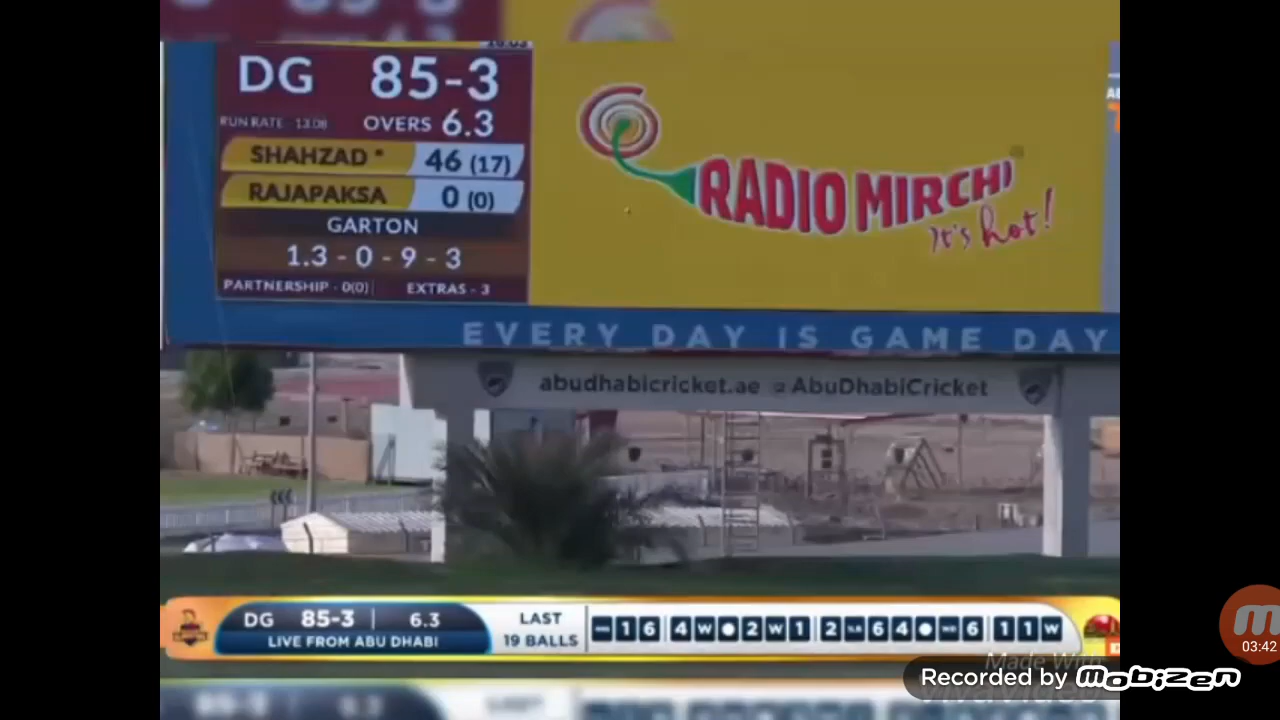 DG 85-3
RUN RATE - 13.08 OVERS 6.3
SHAHZAD * 46 (17)
RAJAPAKSA 0 (0)
GARTON
1.3 - 0 - 9 - 3
PARTNERSHIP - 0(0) EXTRAS - 3
RADIO MIRCHI
It's hot!
EVERY DAY IS GAME DAY
abudhabicricket.ae @AbuDhabiCricket
DG 85-3 6.3
LIVE FROM ABU DHABI
LAST
19 BALLS
1 6 4 W 2 W 1 2 6 4 6 1 1 W
Made With
Recorded by Mobizen
03:42